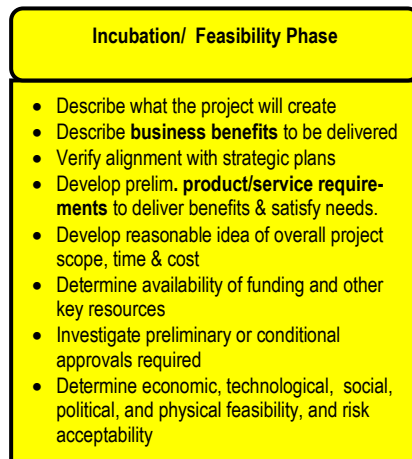 Incubation/  Feasibility Phase
• Describe what the project will create
• Describe business benefits to be delivered
• Verify alignment with strategic plans
• Develop prelim. product/service require-
ments to deliver benefits & satisfy needs.
• Develop reasonable idea of overall project
scope, time & cost
• Determine availability of funding and other
key resources
• Investigate preliminary or conditional
approvals required
• Determine economic, technological,  social,
political, and physical feasibility, and risk
acceptability